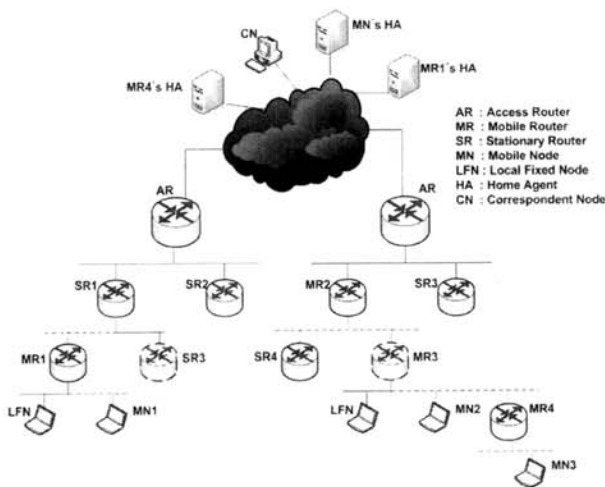 MN`s HA
CN
MR4`s HA
MR1`s HA
AR : Access Router
MR : Mobile Router
SR : Stationary Router
MN : Mobile Node
LFN : Local Fixed Node
HA : Home Agent
CN : Correspondent Node
AR
AR
SR1
SR2
MR2
SR3
MR1
SR3
SR4
MR3
LFN
MN1
LFN
MN2
MR4
MN3